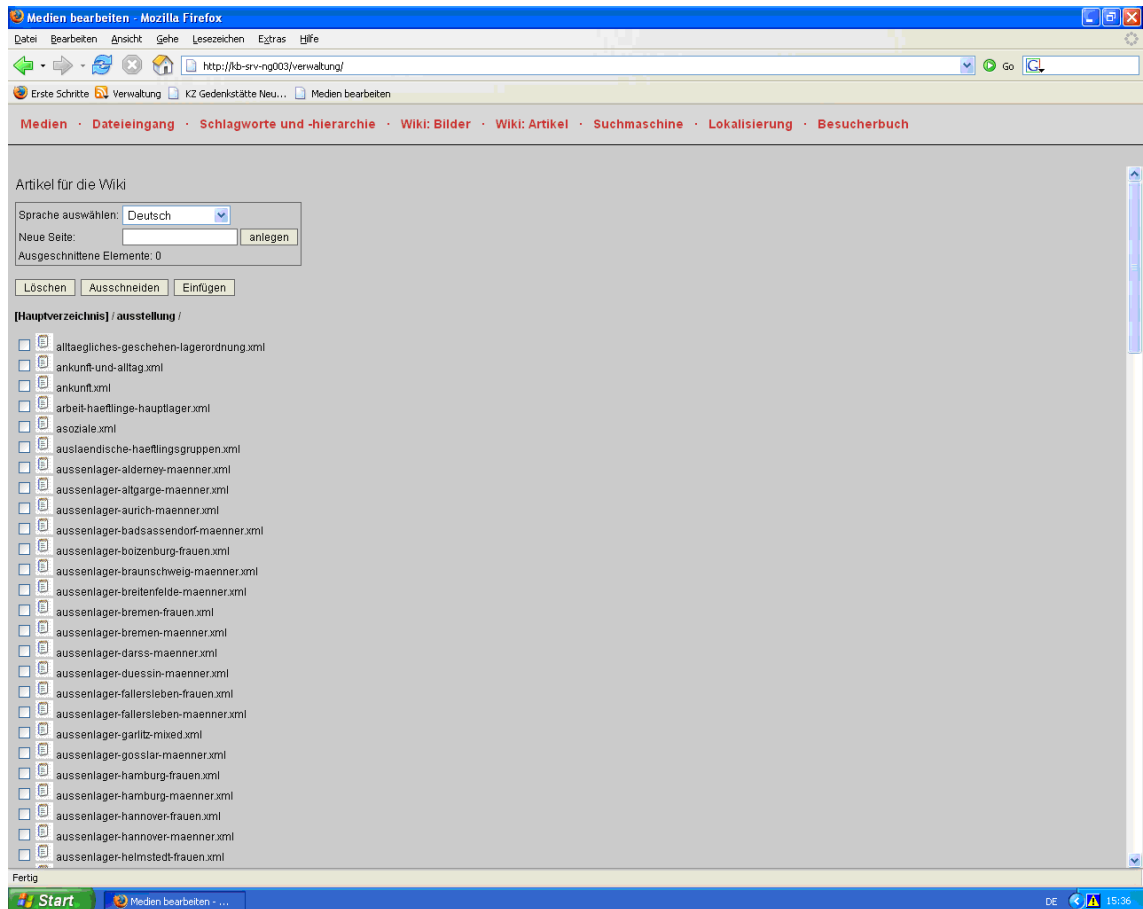 Medien bearbeiten - Mozilla Firefox
Datei Bearbeiten Ansicht Gehe Lesezeichen Extras Hilfe
http://kb-srv-ng003/verwaltung/ Go G
Erste Schritte Verwaltung KZ Gedenkstätte Neu... Medien bearbeiten
Medien · Dateieingang · Schlagworte und -hierarchie · Wiki: Bilder · Wiki: Artikel · Suchmaschine · Lokalisierung · Besucherbuch
Artikel für die Wiki
Sprache auswählen: Deutsch
Neue Seite: anlegen
Ausgeschnittene Elemente: 0
Löschen Ausschneiden Einfügen
[Hauptverzeichnis] / ausstellung /
alltaegliches-geschehen-lagerordnung.xml
ankunft-und-alltag.xml
ankunft.xml
arbeit-haeftlinge-hauptlager.xml
asoziale.xml
auslaendische-haeftlingsgruppen.xml
aussenlager-alderney-maenner.xml
aussenlager-altgarge-maenner.xml
aussenlager-aurich-maenner.xml
aussenlager-badsassendorf-maenner.xml
aussenlager-boizenburg-frauen.xml
aussenlager-braunschweig-maenner.xml
aussenlager-breitenfelde-maenner.xml
aussenlager-bremen-frauen.xml
aussenlager-bremen-maenner.xml
aussenlager-darss-maenner.xml
aussenlager-duessin-maenner.xml
aussenlager-fallersleben-frauen.xml
aussenlager-fallersleben-maenner.xml
aussenlager-garlitz-mixed.xml
aussenlager-gosslar-maenner.xml
aussenlager-hamburg-frauen.xml
aussenlager-hamburg-maenner.xml
aussenlager-hannover-frauen.xml
aussenlager-hannover-maenner.xml
aussenlager-helmstedt-frauen.xml
Fertig
Start Medien bearbeiten - ... DE 15:36